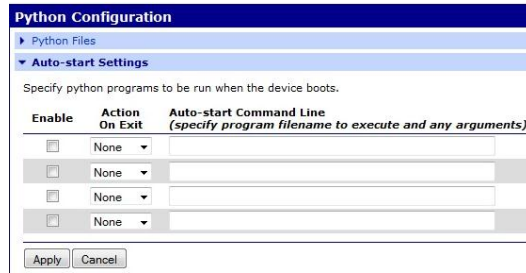 Python Configuration
Python Files
Auto-start Settings
Specify python programs to be run when the device boots.
Enable Action On Exit Auto-start Command Line
(specify program filename to execute and any arguments)
None
None
None
None
Apply Cancel